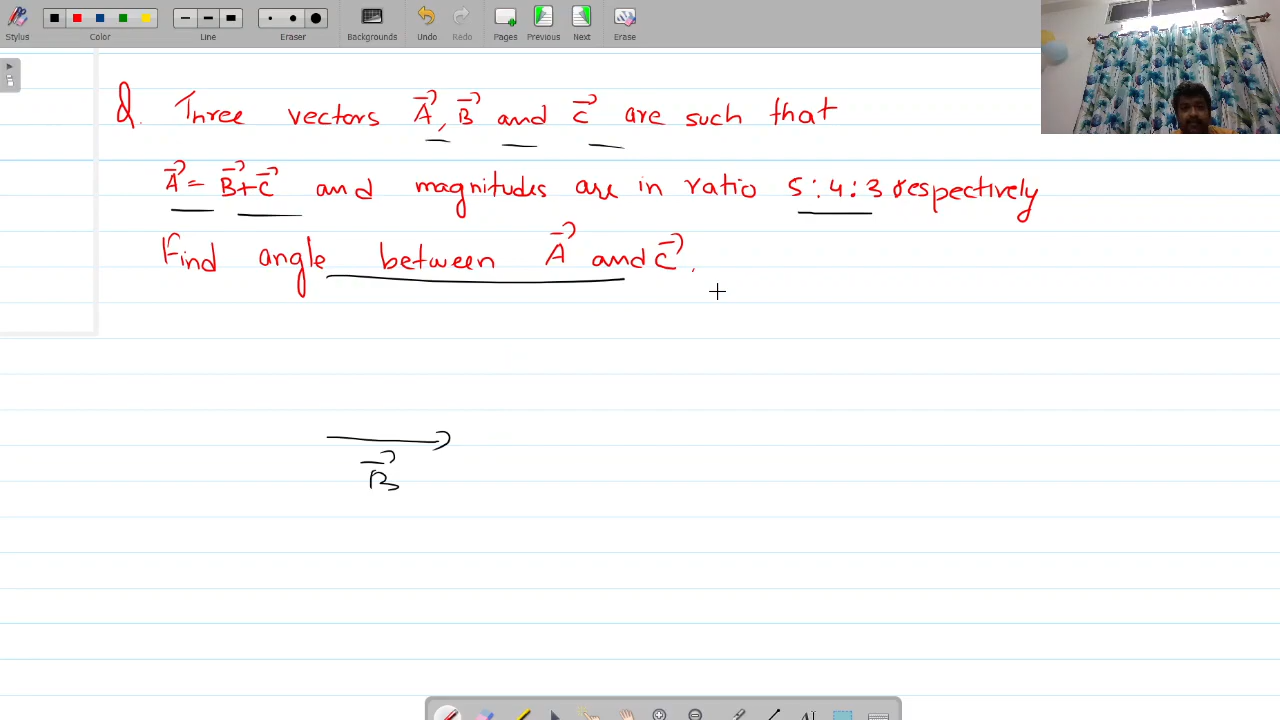 Stylus Color Line Eraser Backgrounds Undo Redo Pages Previous Next Erase
Q. Three vectors A⃗, B⃗ and C⃗ are such that
A⃗ = B⃗+C⃗ and magnitudes are in ratio 5:4:3 respectively
Find angle between A⃗ and C⃗.
B⃗